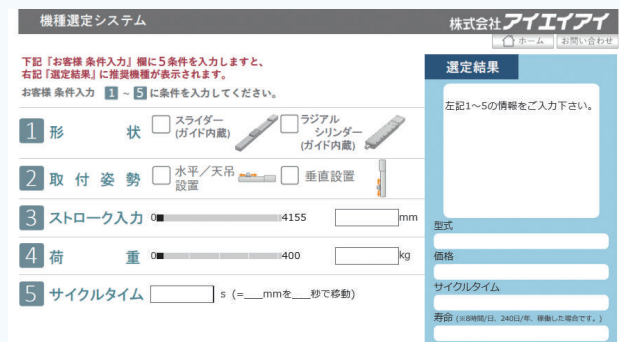 機種選定システム
株式会社アイエイアイ
ホーム
お問い合わせ
下記『お客様 条件入力』欄に5条件を入力しますと、
右記『選定結果』に推奨機種が表示されます。
お客様 条件入力 1 ~ 5 に条件を入力してください。
1 形 状
スライダー
(ガイド内蔵)
ラジアル
シリンダー
(ガイド内蔵)
2 取 付 姿 勢
水平／天吊
設置
垂直設置
3 ストローク入力 0 4155 mm
4 荷 重 0 400 kg
5 サイクルタイム s (=___mmを___秒で移動)
選定結果
左記1～5の情報をご入力下さい。
型式
価格
サイクルタイム
寿命 (※8時間/日、240日/年、稼働した場合です。)